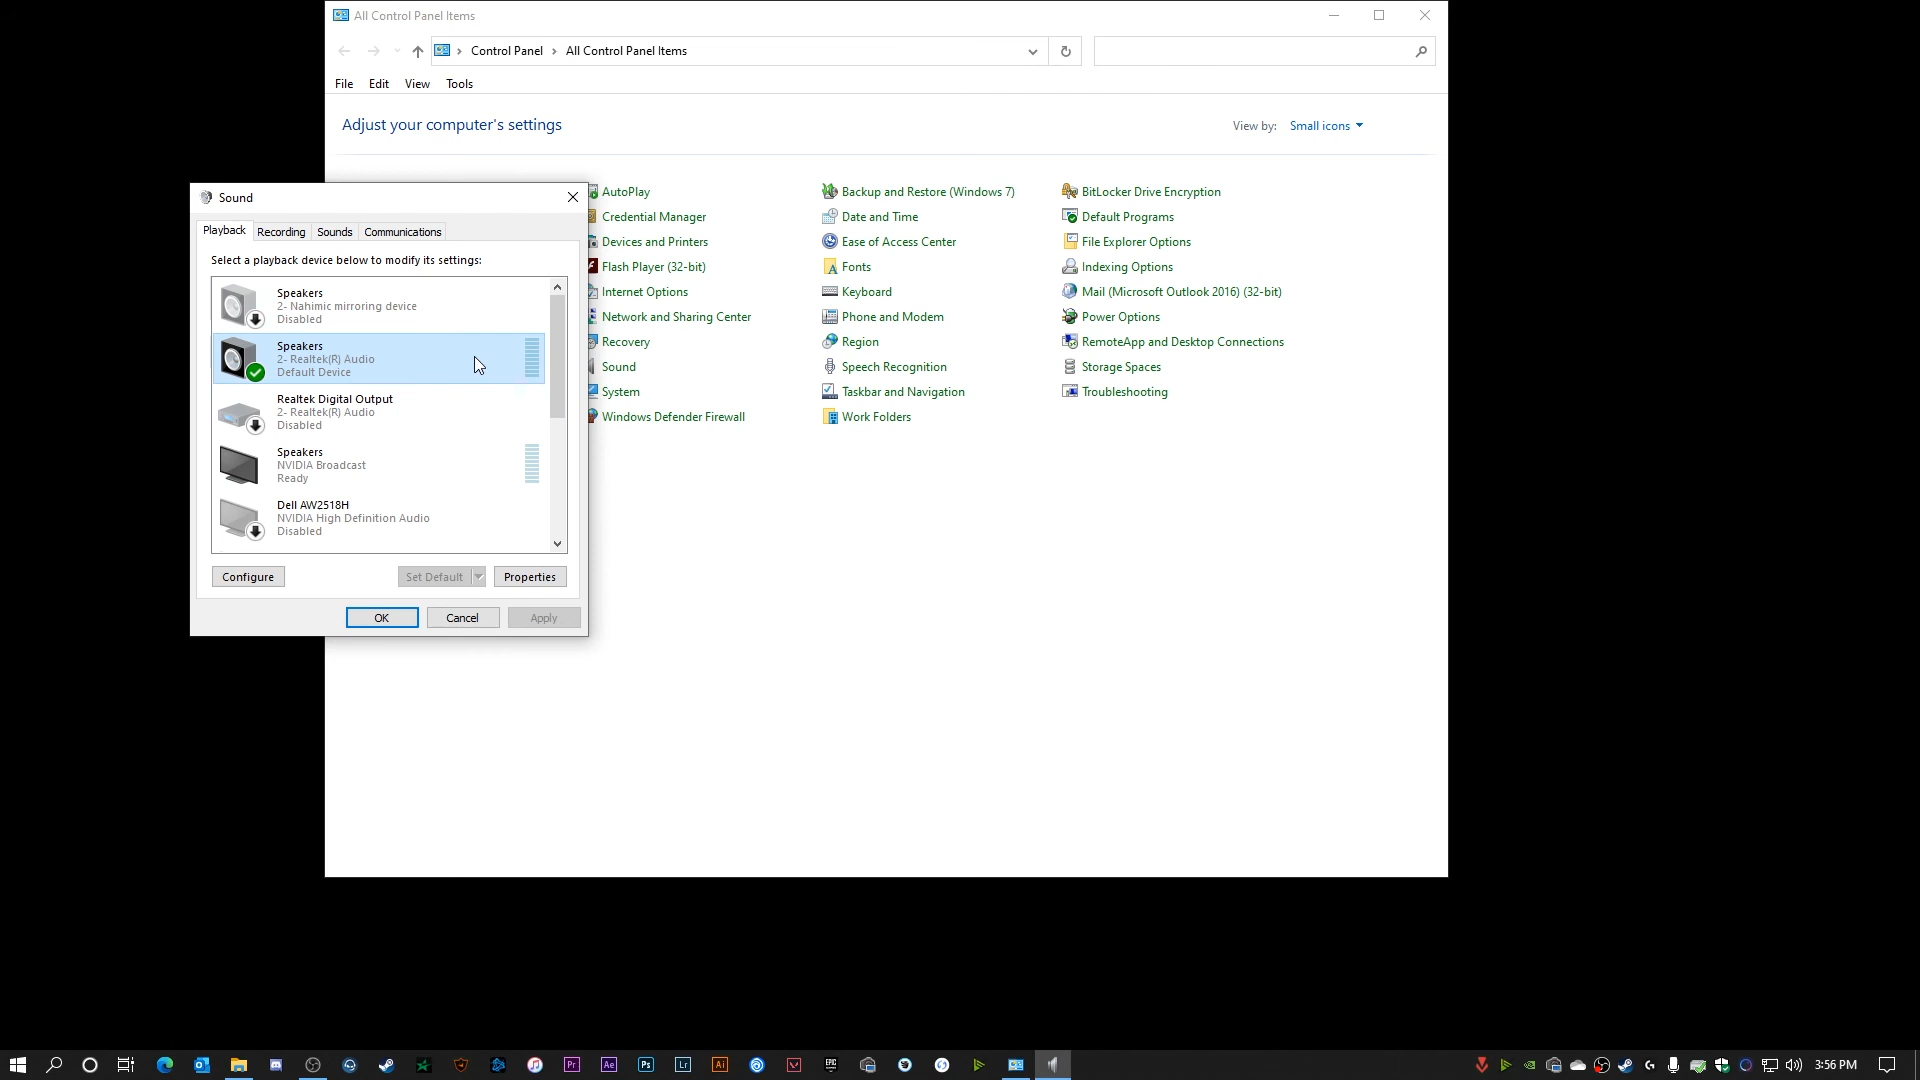 All Control Panel Items
Control Panel > All Control Panel Items
File Edit View Tools
Adjust your computer's settings
View by: Small icons
Sound
Playback Recording Sounds Communications
Select a playback device below to modify its settings:
Speakers
2- Nahimic mirroring device
Disabled
Speakers
2- Realtek(R) Audio
Default Device
Realtek Digital Output
2- Realtek(R) Audio
Disabled
Speakers
NVIDIA Broadcast
Ready
Dell AW2518H
NVIDIA High Definition Audio
Disabled
Configure Set Default Properties
OK Cancel Apply
AutoPlay
Credential Manager
Devices and Printers
Flash Player (32-bit)
Internet Options
Network and Sharing Center
Recovery
Sound
System
Windows Defender Firewall
Backup and Restore (Windows 7)
Date and Time
Ease of Access Center
Fonts
Keyboard
Phone and Modem
Region
Speech Recognition
Taskbar and Navigation
Work Folders
BitLocker Drive Encryption
Default Programs
File Explorer Options
Indexing Options
Mail (Microsoft Outlook 2016) (32-bit)
Power Options
RemoteApp and Desktop Connections
Storage Spaces
Troubleshooting
Pr Ae Ps Lr Ai EPIC
3:56 PM